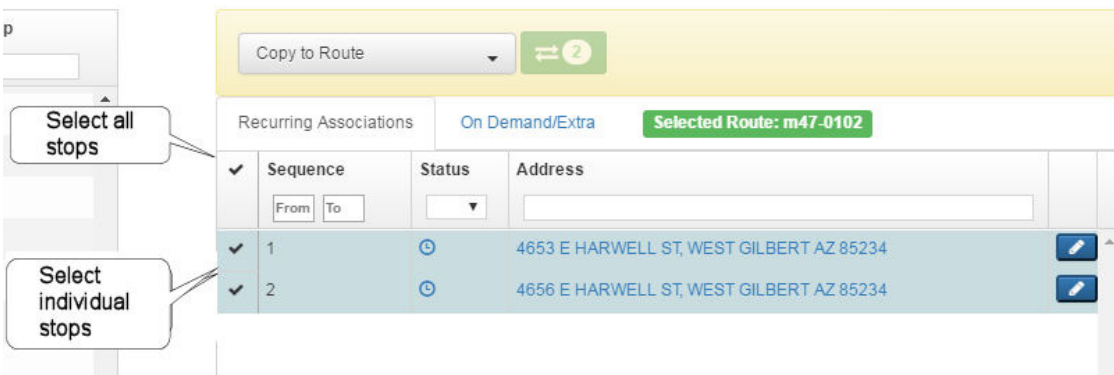 p
Copy to Route
2
Select all
stops
Recurring Associations
On Demand/Extra
Selected Route: m47-0102
Sequence
Status
Address
From
To
1
4653 E HARWELL ST, WEST GILBERT AZ 85234
Select
individual
stops
2
4656 E HARWELL ST, WEST GILBERT AZ 85234